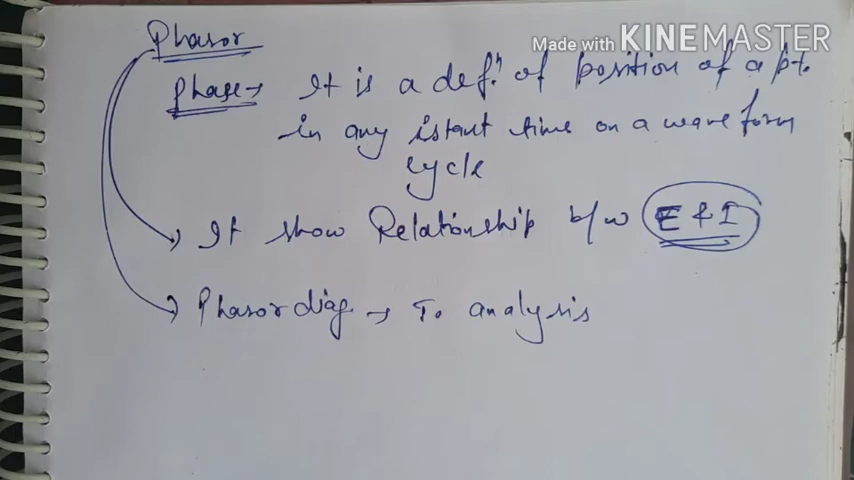 Phasor
Made with KINEMASTER
Phase → It is a defⁿ. of position of a pt.
in any istant time on a wave form
cycle
→ It show Relationship b/w E & I
→ Phasor diag → To analysis